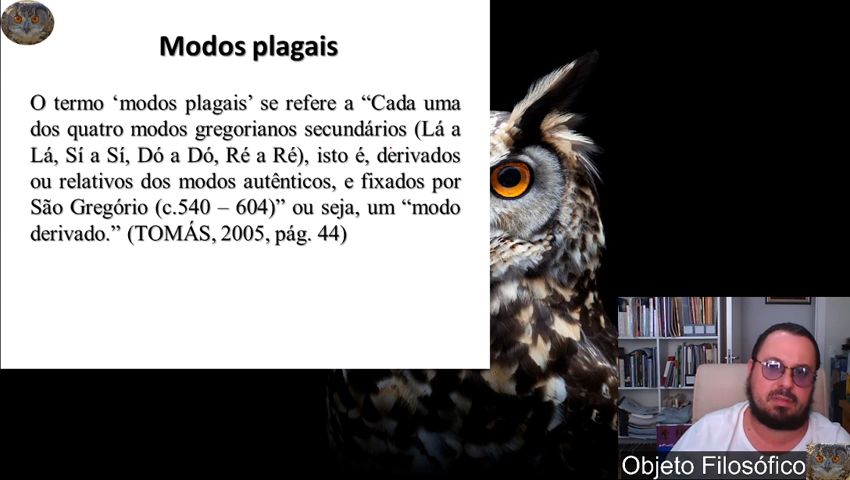 Modos plagais
O termo ‘modos plagais’ se refere a “Cada uma
dos quatro modos gregorianos secundários (Lá a
Lá, Sí a Sí, Dó a Dó, Ré a Ré), isto é, derivados
ou relativos dos modos autênticos, e fixados por
São Gregório (c.540 – 604)” ou seja, um “modo
derivado.” (TOMÁS, 2005, pág. 44)
Objeto Filosófico